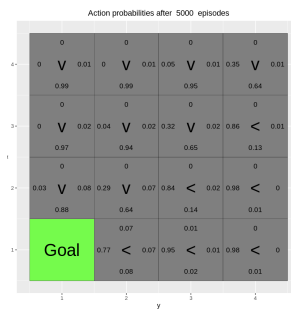 Action probabilities after 5000 episodes
0 0 0 0
4 0 V 0.01 0 V 0.01 0.05 V 0.01 0.35 V 0.01
0.99 0.99 0.95 0.64
0 0 0 0
3 0 V 0.02 0.04 V 0.02 0.32 V 0.02 0.86 < 0.01
0.97 0.94 0.65 0.13
0 0 0 0
2 0.03 V 0.08 0.29 V 0.07 0.84 < 0.02 0.98 < 0
0.88 0.64 0.14 0.01
0.07 0.01 0
1 Goal 0.77 < 0.07 0.95 < 0.01 0.98 < 0
0.08 0.02 0.01
1 2 3 4
y